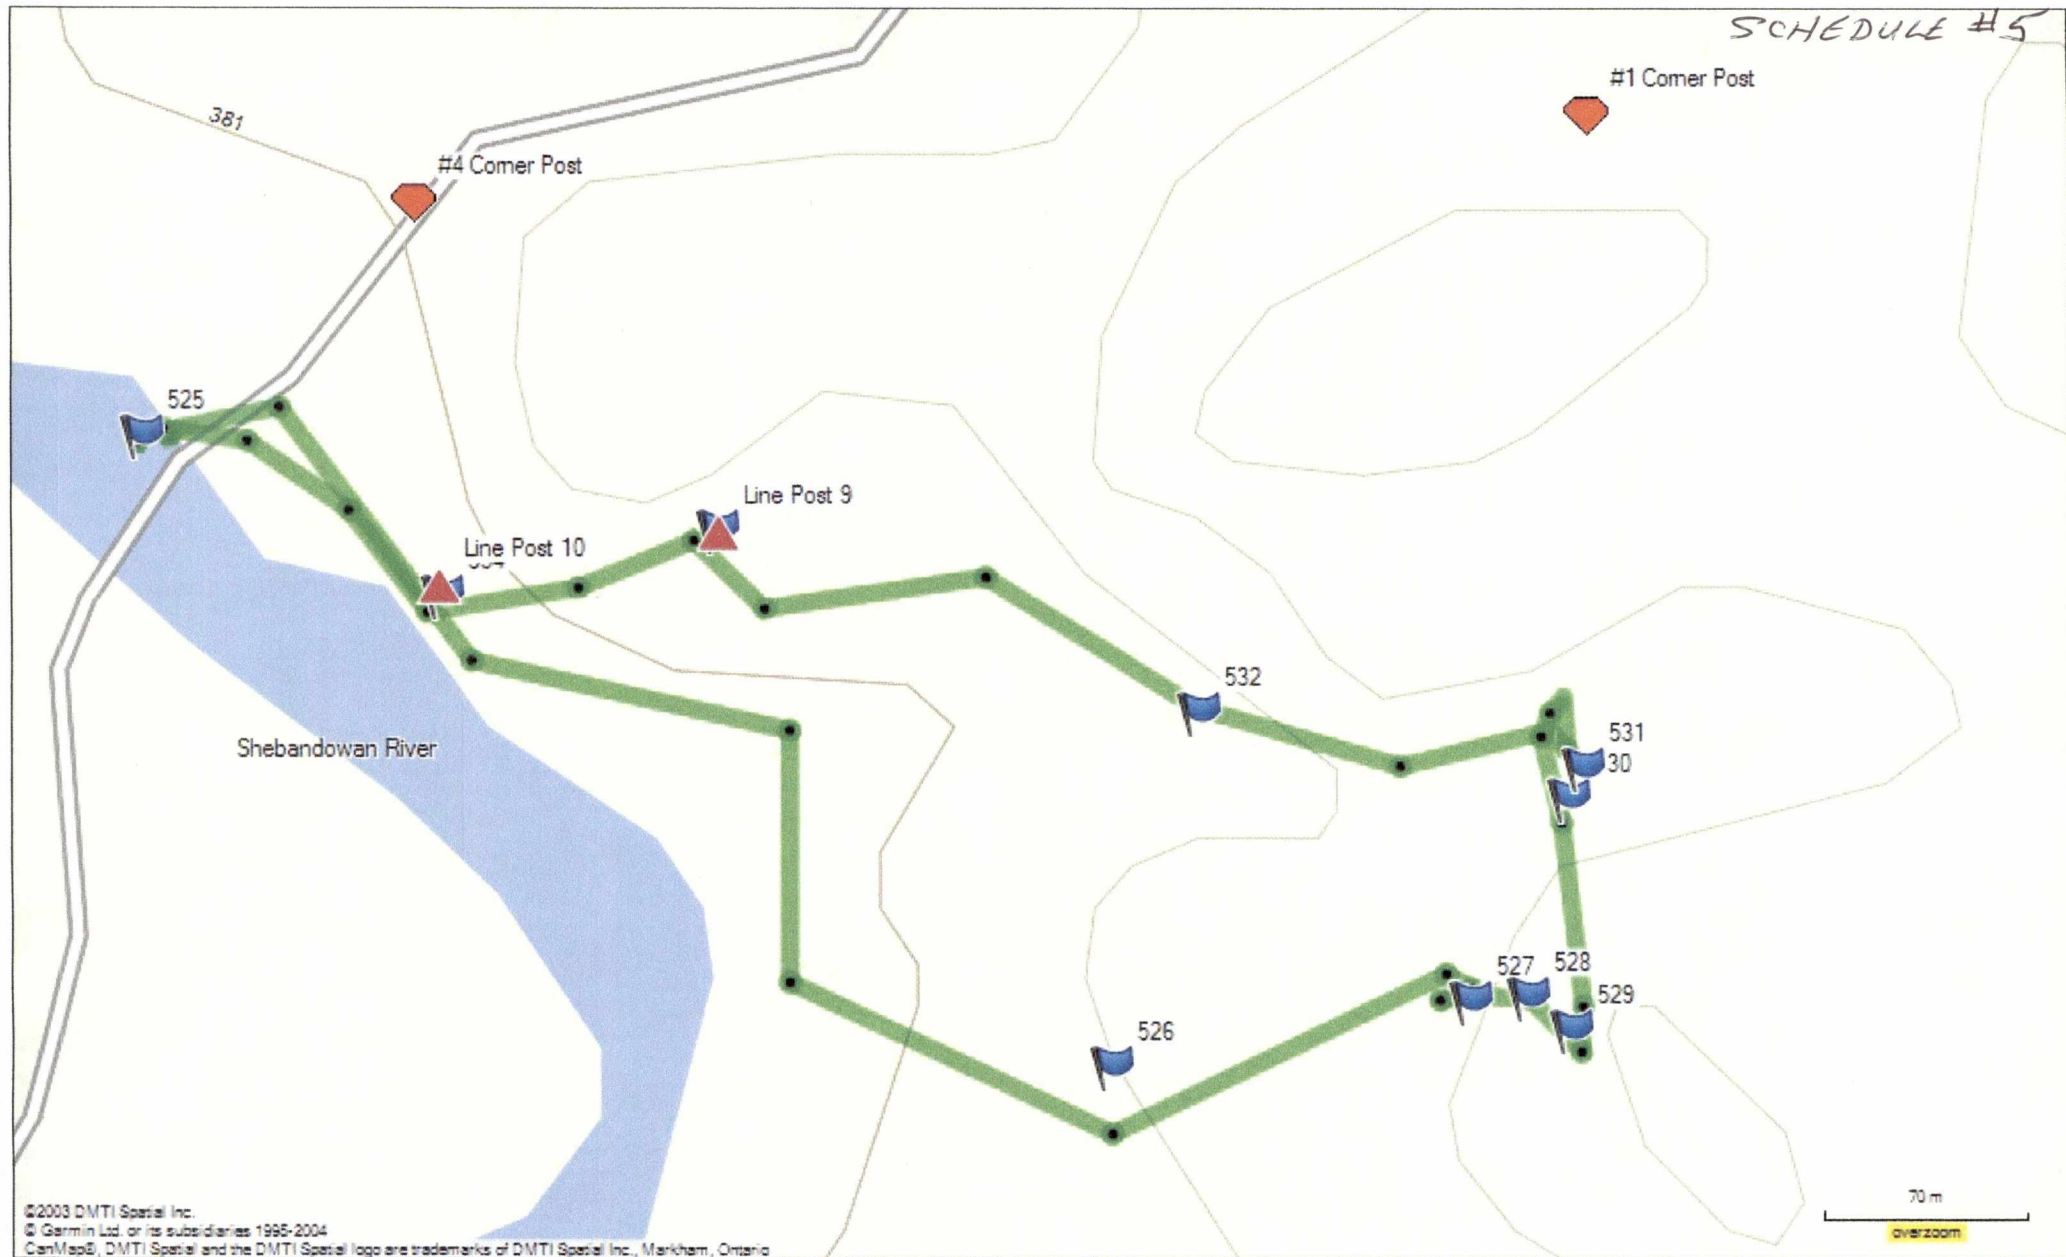 SCHEDULE #5
#1 Corner Post
381
#4 Corner Post
525
Line Post 9
Line Post 10
532
531
30
Shebandowan River
527
528
529
526
70 m
overzoom
©2003 DMTI Spatial Inc.
© Garmin Ltd. or its subsidiaries 1995-2004
CanMap®, DMTI Spatial and the DMTI Spatial logo are trademarks of DMTI Spatial Inc., Markham, Ontario